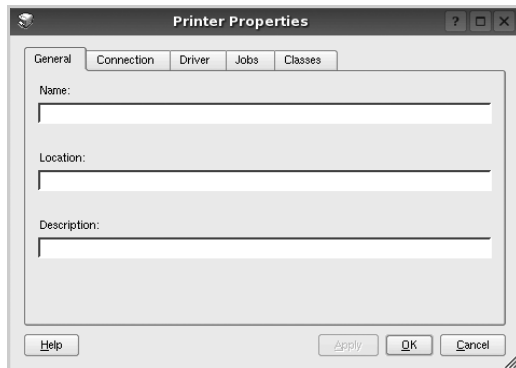 Printer Properties
General Connection Driver Jobs Classes
Name:
Location:
Description:
Help Apply OK Cancel